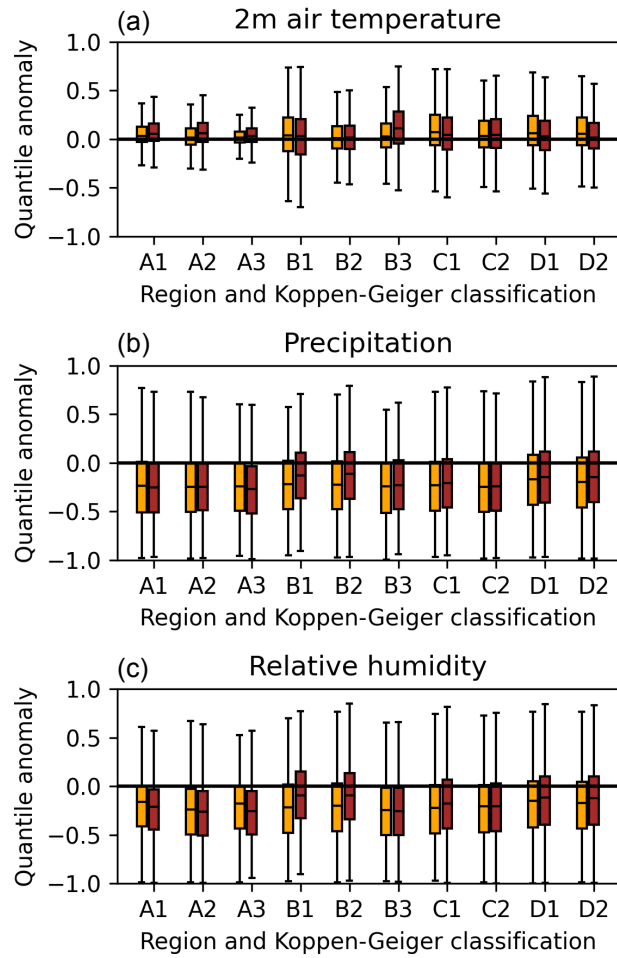 (a) 2m air temperature
Quantile anomaly
1.0
0.5
0.0
−0.5
−1.0
A1 A2 A3 B1 B2 B3 C1 C2 D1 D2
Region and Koppen-Geiger classification
(b) Precipitation
Quantile anomaly
1.0
0.5
0.0
−0.5
−1.0
A1 A2 A3 B1 B2 B3 C1 C2 D1 D2
Region and Koppen-Geiger classification
(c) Relative humidity
Quantile anomaly
1.0
0.5
0.0
−0.5
−1.0
A1 A2 A3 B1 B2 B3 C1 C2 D1 D2
Region and Koppen-Geiger classification